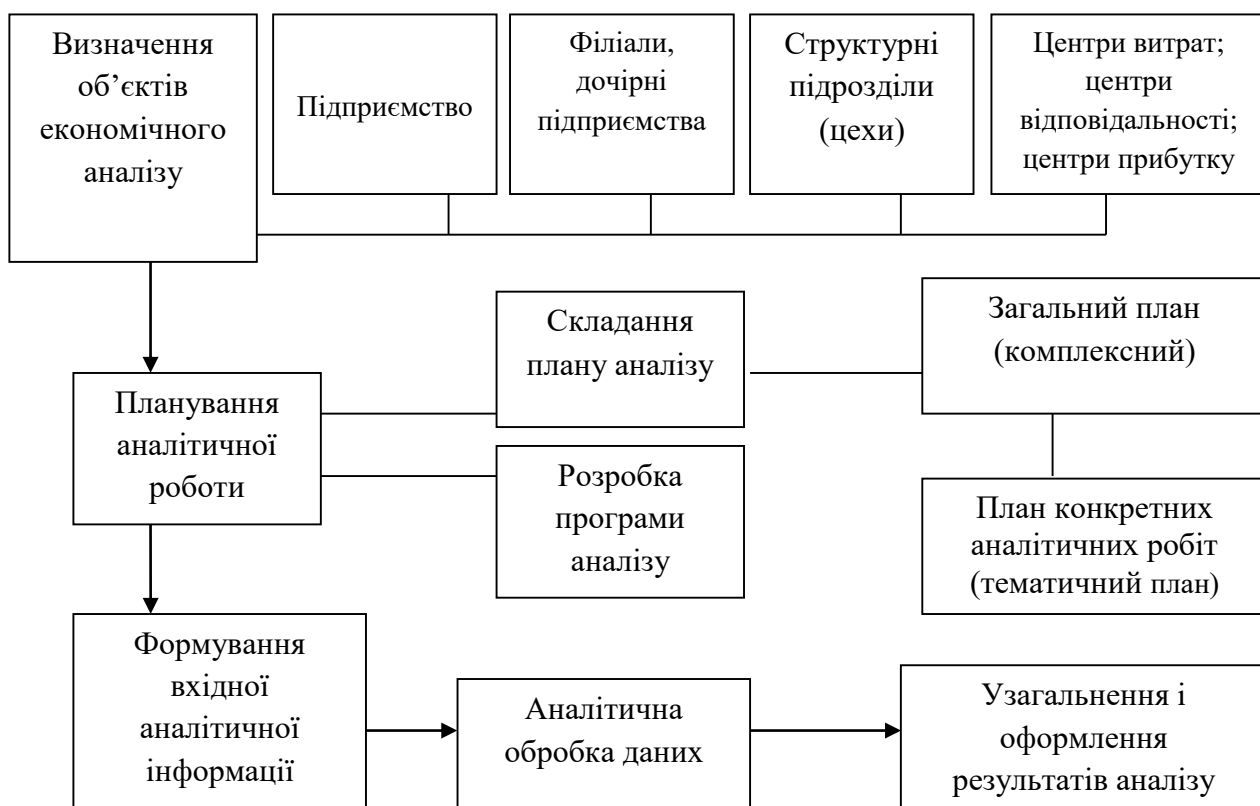 Визначення
об’єктів
економічного
аналізу
Підприємство
Філіали,
дочірні
підприємства
Структурні
підрозділи
(цехи)
Центри витрат;
центри
відповідальності;
центри прибутку
Складання
плану аналізу
Загальний план
(комплексний)
Планування
аналітичної
роботи
Розробка
програми
аналізу
План конкретних
аналітичних робіт
(тематичний план)
Формування
вхідної
аналітичної
інформації
Аналітична
обробка даних
Узагальнення і
оформлення
результатів аналізу